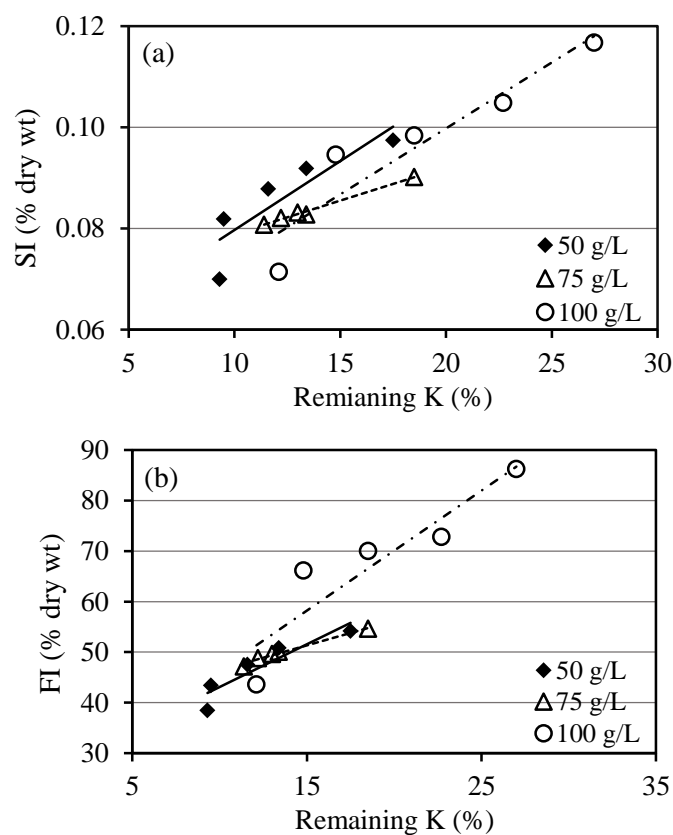 0.12
(a)
0.10
0.08
0.06
SI (% dry wt)
50 g/L
75 g/L
100 g/L
5 10 15 20 25 30
Remianing K (%)
90
(b)
80
70
60
50
40
30
FI (% dry wt)
50 g/L
75 g/L
100 g/L
5 15 25 35
Remaining K (%)